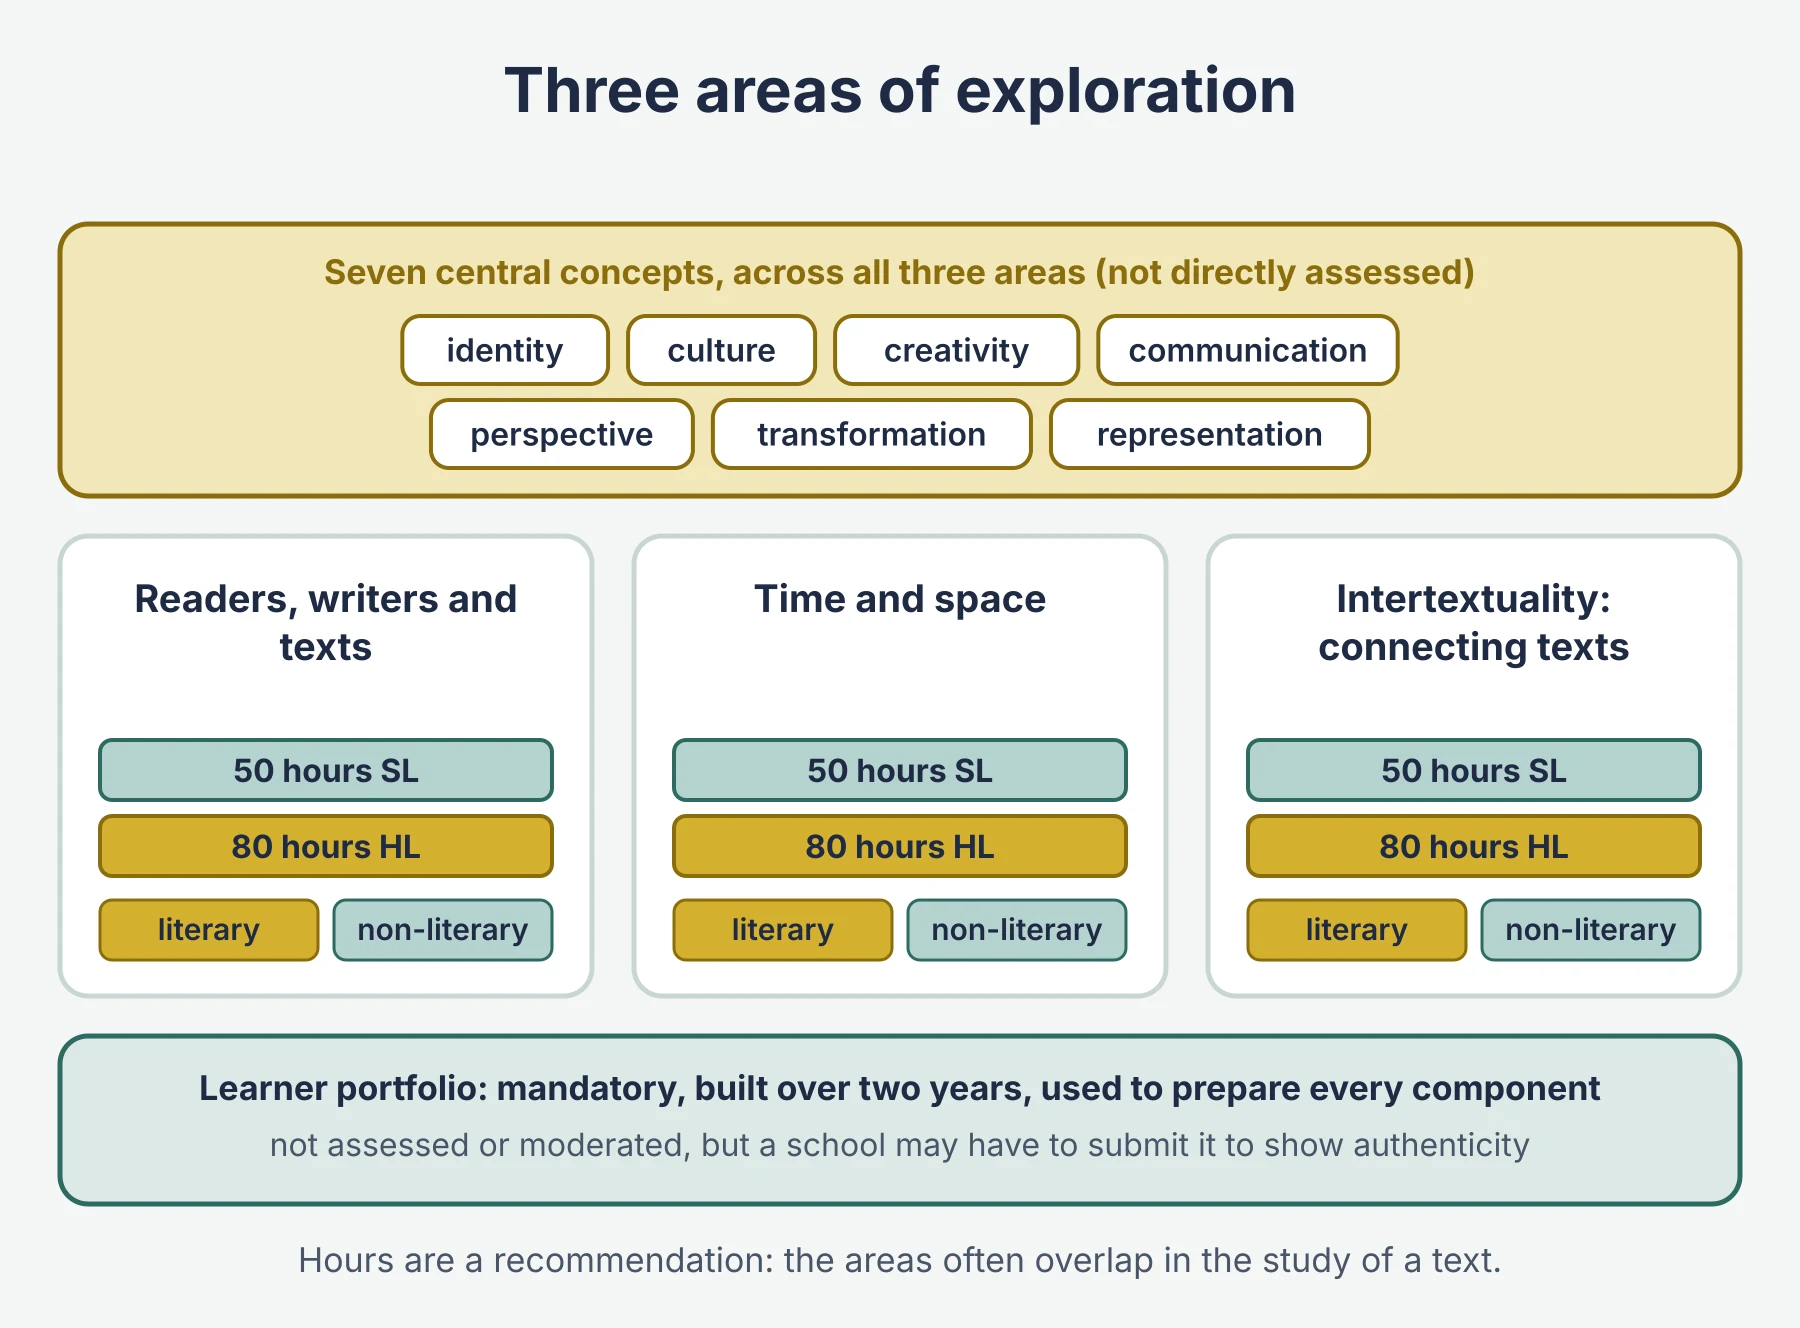 Three areas of exploration
Seven central concepts, across all three areas (not directly assessed)
identity culture creativity communication
perspective transformation representation
Readers, writers and
texts
50 hours SL
80 hours HL
literary non-literary
Time and space
50 hours SL
80 hours HL
literary non-literary
Intertextuality:
connecting texts
50 hours SL
80 hours HL
literary non-literary
Learner portfolio: mandatory, built over two years, used to prepare every component
not assessed or moderated, but a school may have to submit it to show authenticity
Hours are a recommendation: the areas often overlap in the study of a text.